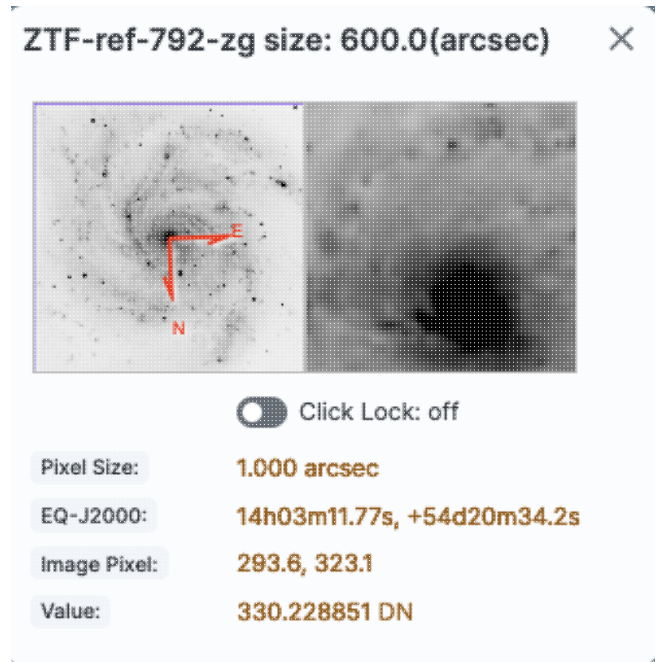 ZTF-ref-792-zg size: 600.0(arcsec)
E
N
Click Lock: off
Pixel Size: 1.000 arcsec
EQ-J2000: 14h03m11.77s, +54d20m34.2s
Image Pixel: 293.6, 323.1
Value: 330.228851 DN